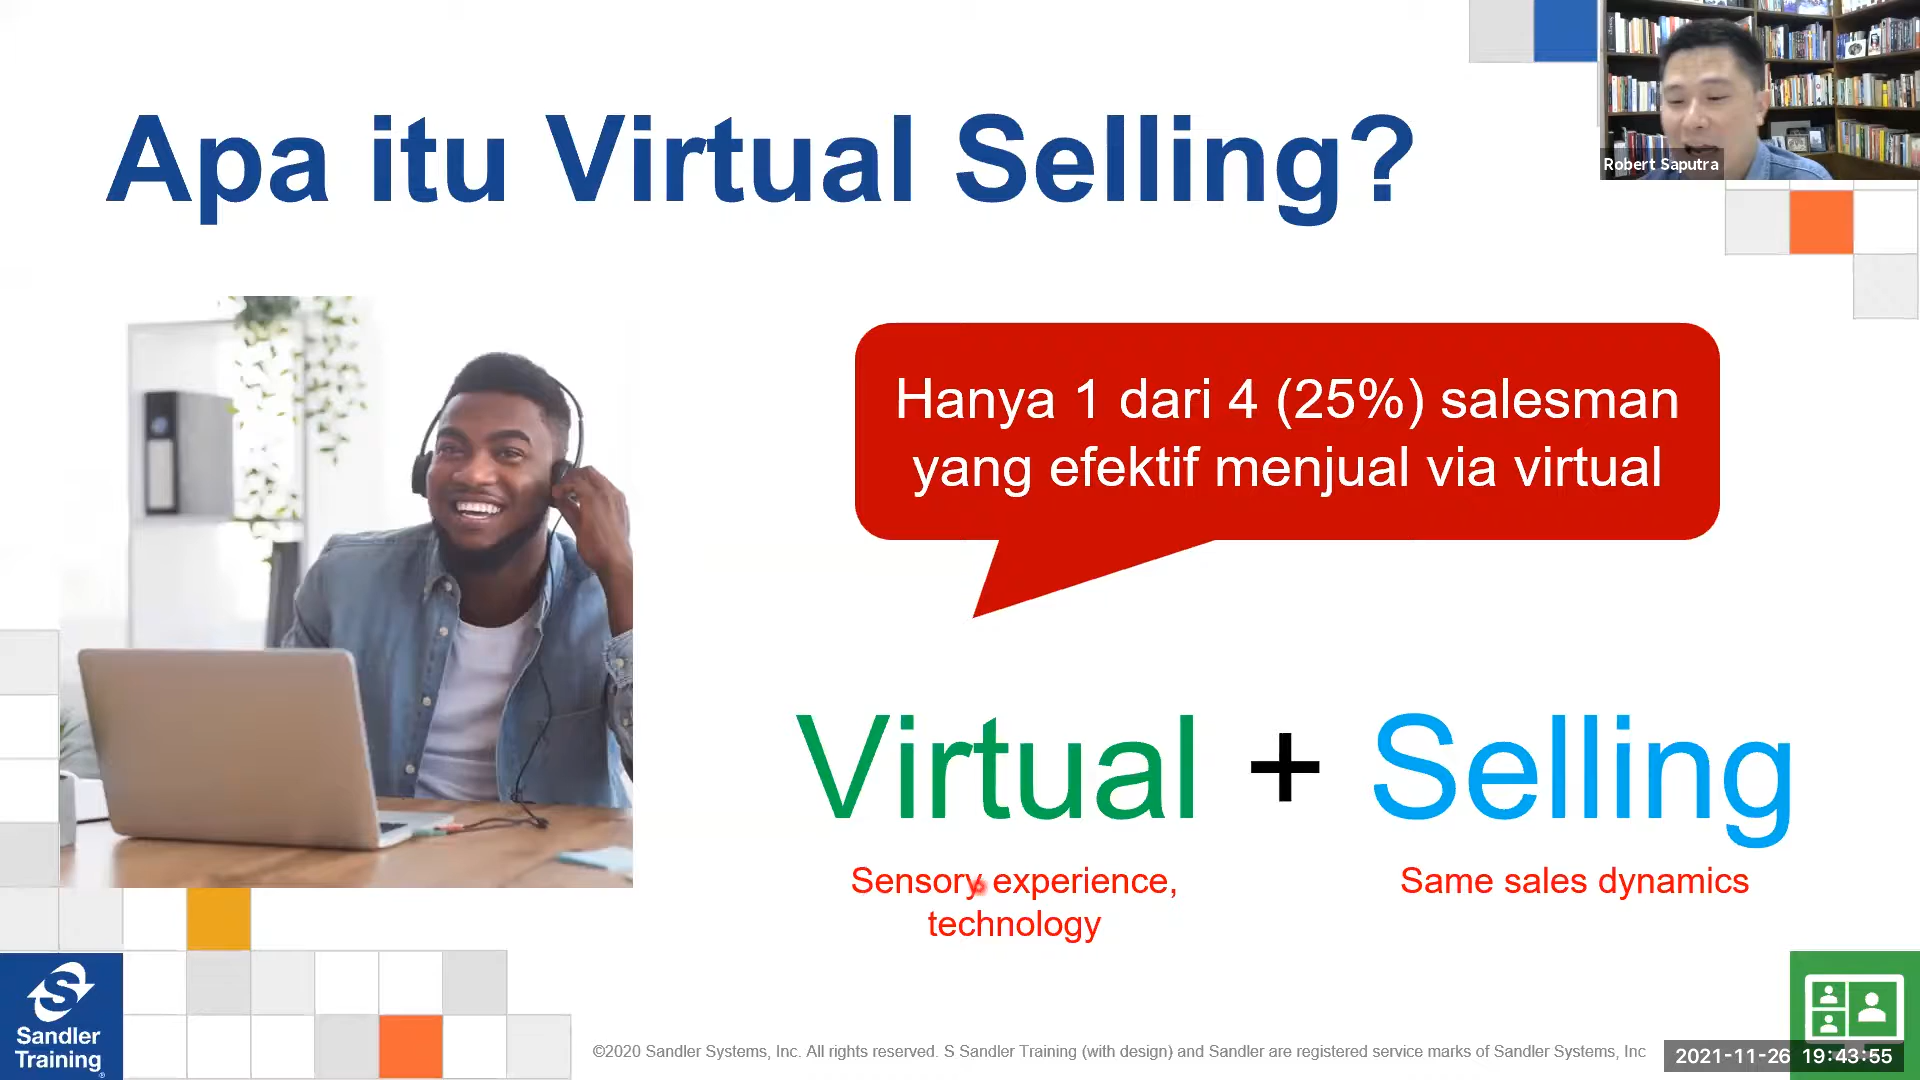 Apa itu Virtual Selling?
Robert Saputra
Hanya 1 dari 4 (25%) salesman
yang efektif menjual via virtual
Virtual + Selling
Sensory experience,
technology
Same sales dynamics
Sandler
Training
©2020 Sandler Systems, Inc. All rights reserved. S Sandler Training (with design) and Sandler are registered service marks of Sandler Systems, Inc
2021-11-26 19:43:55